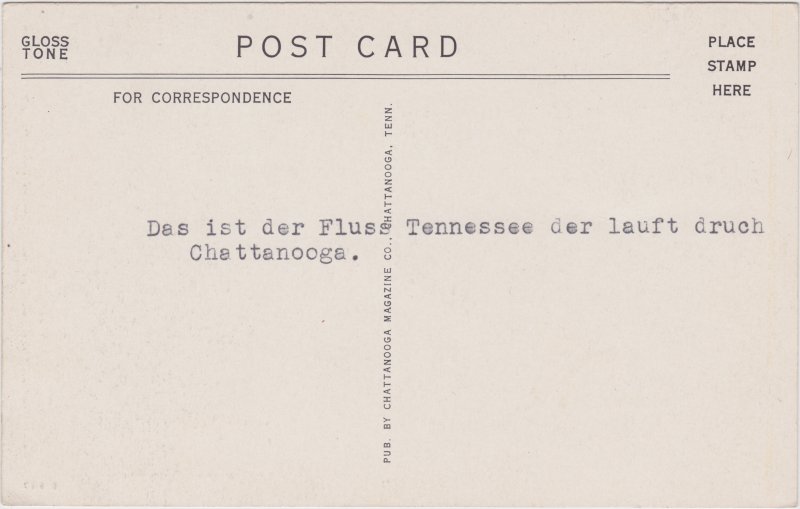 GLOSS
TONE
POST CARD
PLACE
STAMP
HERE
FOR CORRESPONDENCE
PUB. BY CHATTANOOGA MAGAZINE CO., CHATTANOOGA, TENN.
Das ist der Fluss Tennessee der lauft druch
Chattanooga.